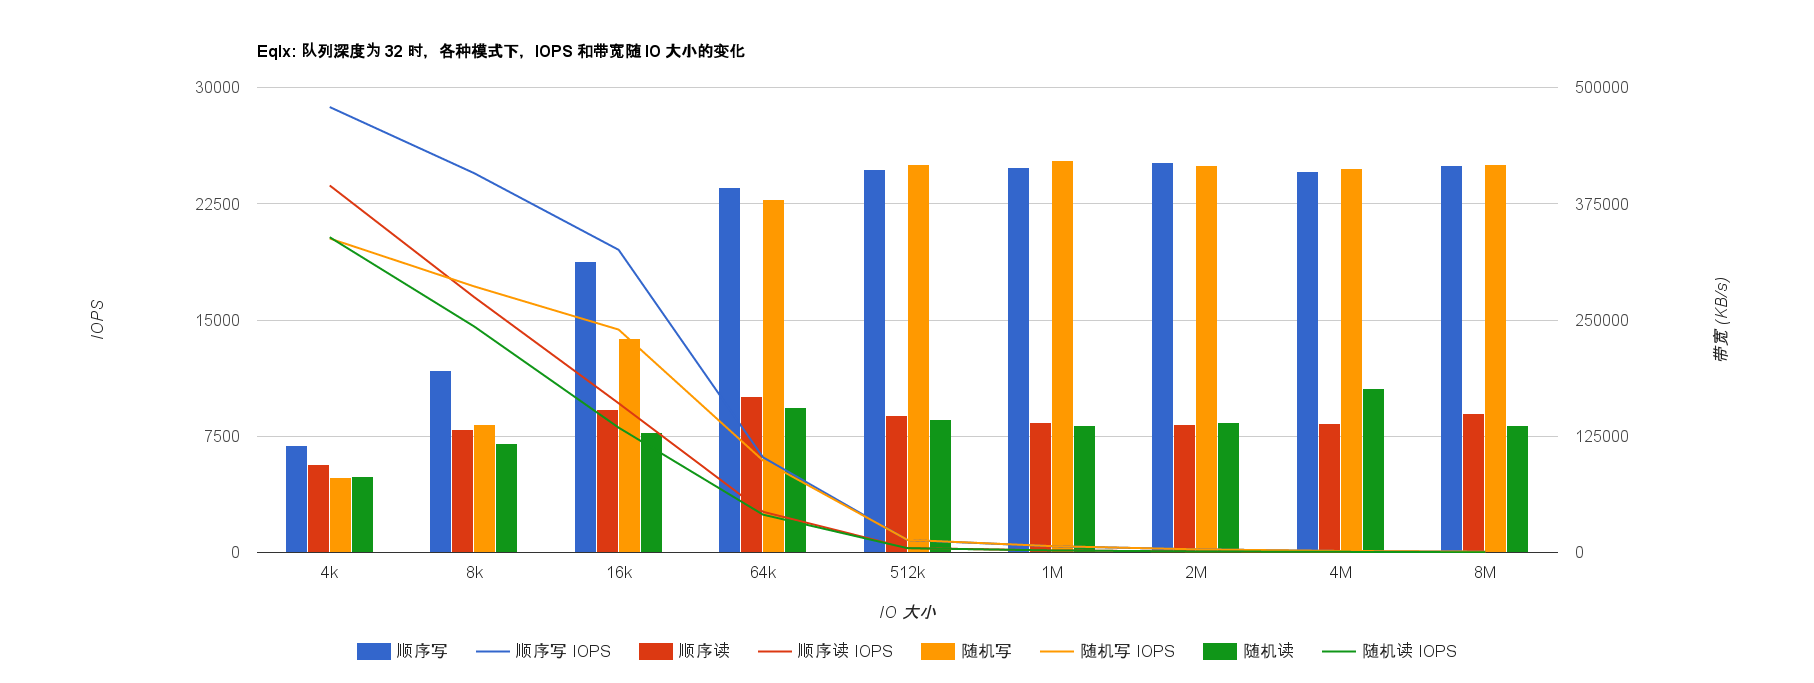 Eqlx: 队列深度为 32 时，各种模式下，IOPS 和带宽随 IO 大小的变化
30000
22500
15000
7500
0
500000
375000
250000
125000
0
IOPS
带宽 (KB/s)
4k 8k 16k 64k 512k 1M 2M 4M 8M
IO 大小
顺序写 顺序写 IOPS 顺序读 顺序读 IOPS 随机写 随机写 IOPS 随机读 随机读 IOPS